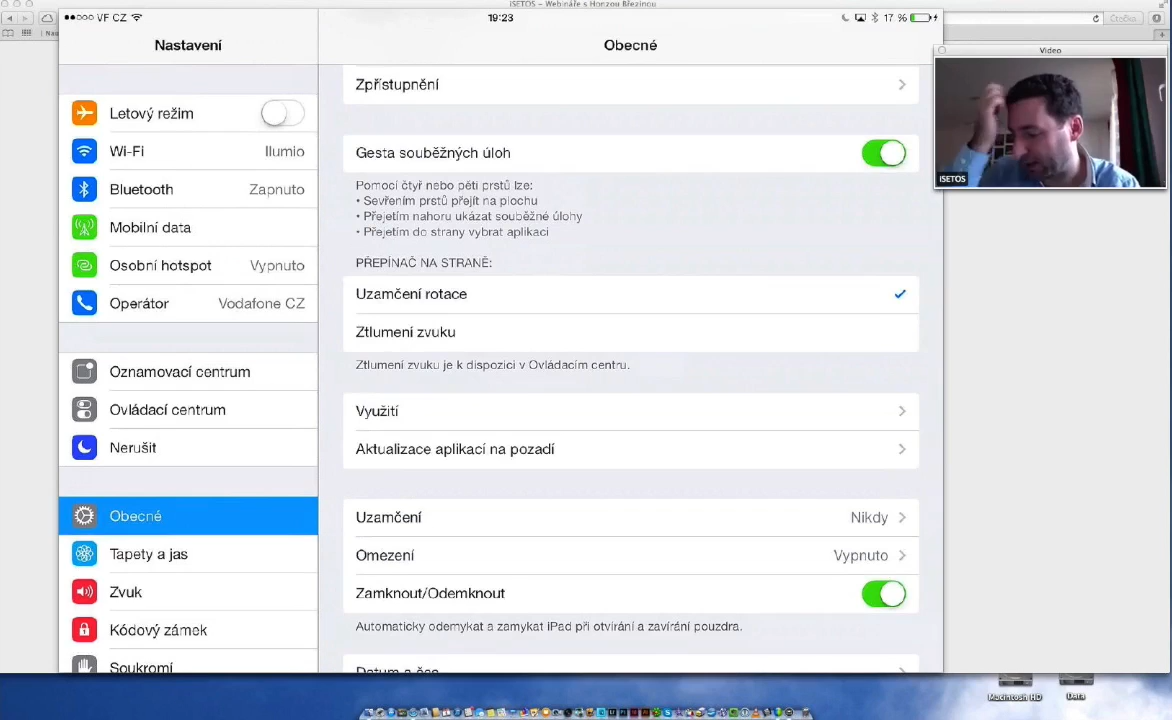 ISETOS – Webináře s Honzou Březinou
Čtečka
VF CZ
19:23
17 %
Nastavení
Obecné
Video
Letový režim
Wi-Fi
Ilumio
Bluetooth
Zapnuto
Mobilní data
Osobní hotspot
Vypnuto
Operátor
Vodafone CZ
Oznamovací centrum
Ovládací centrum
Nerušit
Obecné
Tapety a jas
Zvuk
Kódový zámek
Soukromí
Zpřístupnění
Gesta souběžných úloh
Pomocí čtyř nebo pěti prstů lze:
• Sevřením prstů přejít na plochu
• Přejetím nahoru ukázat souběžné úlohy
• Přejetím do strany vybrat aplikaci
PŘEPÍNAČ NA STRANĚ:
Uzamčení rotace
Ztlumení zvuku
Ztlumení zvuku je k dispozici v Ovládacím centru.
Využití
Aktualizace aplikací na pozadí
Uzamčení
Nikdy
Omezení
Vypnuto
Zamknout/Odemknout
Automaticky odemykat a zamykat iPad při otvírání a zavírání pouzdra.
Datum a čas
ISETOS
Macintosh HD
Data